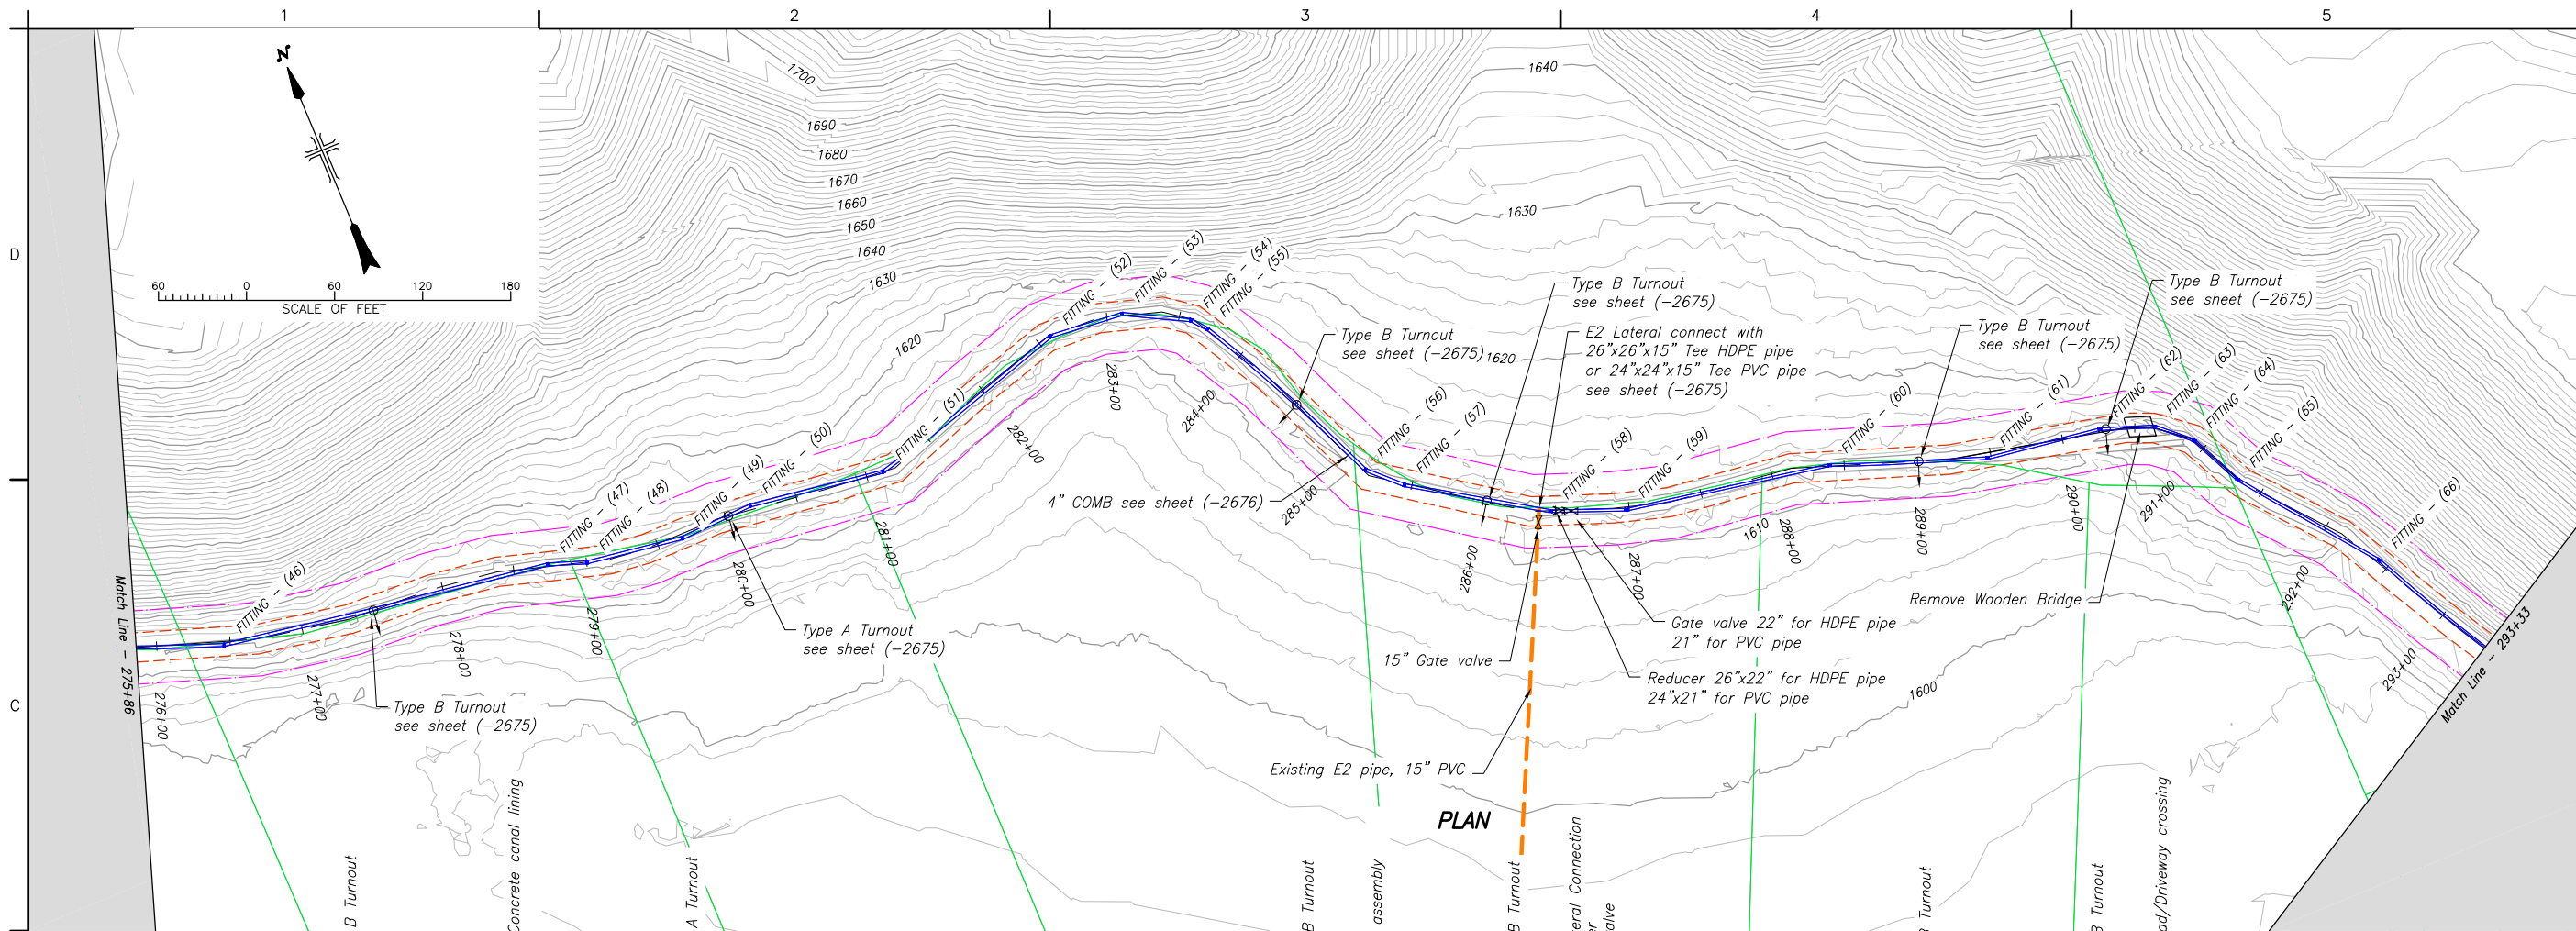 1
2
3
4
5
D
C
N
60 0 60 120 180
SCALE OF FEET
1700
1690
1680
1670
1660
1650
1640
1630
1620
1640
1630
1620
1610
1600
Match Line - 275+86
Match Line - 293+33
FITTING - (46)
FITTING - (47)
FITTING - (48)
FITTING - (49)
FITTING - (50)
FITTING - (51)
FITTING - (52)
FITTING - (53)
FITTING - (54)
FITTING - (55)
FITTING - (56)
FITTING - (57)
FITTING - (58)
FITTING - (59)
FITTING - (60)
FITTING - (61)
FITTING - (62)
FITTING - (63)
FITTING - (64)
FITTING - (65)
FITTING - (66)
276+00
277+00
278+00
279+00
280+00
281+00
282+00
283+00
284+00
285+00
286+00
287+00
288+00
289+00
290+00
291+00
292+00
293+00
Type B Turnout
see sheet (-2675)
Type A Turnout
see sheet (-2675)
Type B Turnout
see sheet (-2675)
4" COMB see sheet (-2676)
Type B Turnout
see sheet (-2675)
E2 Lateral connect with
26"x26"x15" Tee HDPE pipe
or 24"x24"x15" Tee PVC pipe
see sheet (-2675)
Type B Turnout
see sheet (-2675)
Type B Turnout
see sheet (-2675)
Remove Wooden Bridge
Gate valve 22" for HDPE pipe
21" for PVC pipe
15" Gate valve
Reducer 26"x22" for HDPE pipe
24"x21" for PVC pipe
Existing E2 pipe, 15" PVC
PLAN
B Turnout
Concrete canal lining
A Turnout
B Turnout
assembly
B Turnout
eral Connection
er
alve
B Turnout
B Turnout
ad/Driveway crossing